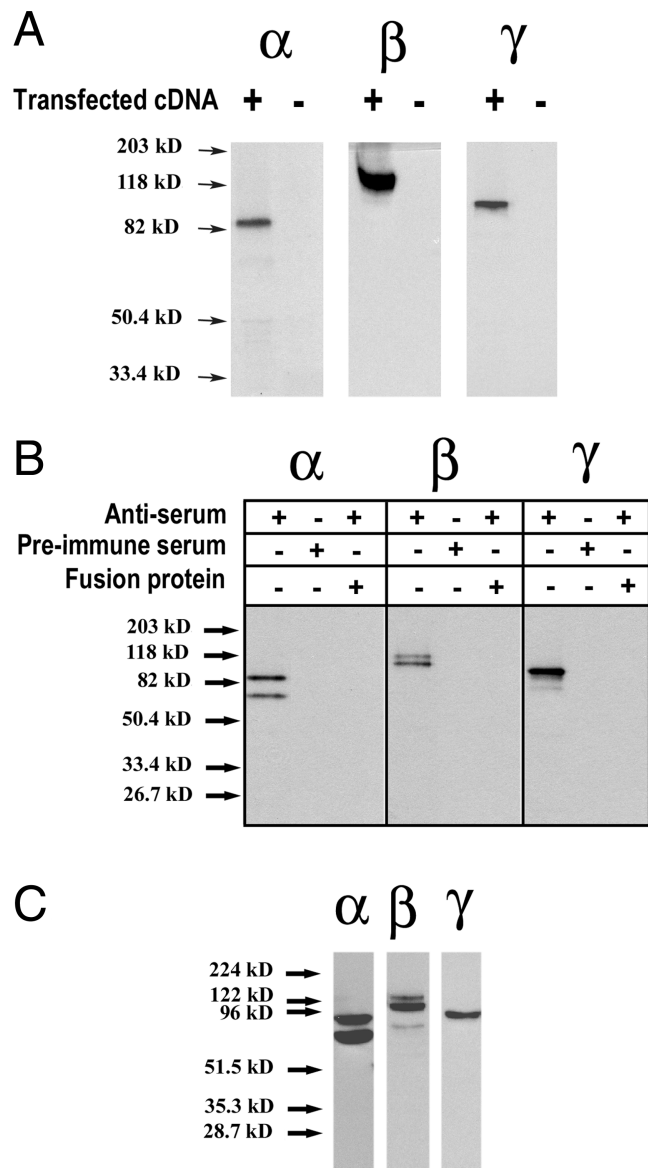 A
α β γ
Transfected cDNA + - + - + -
203 kD
118 kD
82 kD
50.4 kD
33.4 kD
B
α β γ
Anti-serum + - + + - + + - +
Pre-immune serum - + - - + - - + -
Fusion protein - - + - - + - - +
203 kD
118 kD
82 kD
50.4 kD
33.4 kD
26.7 kD
C
α β γ
224 kD
122 kD
96 kD
51.5 kD
35.3 kD
28.7 kD